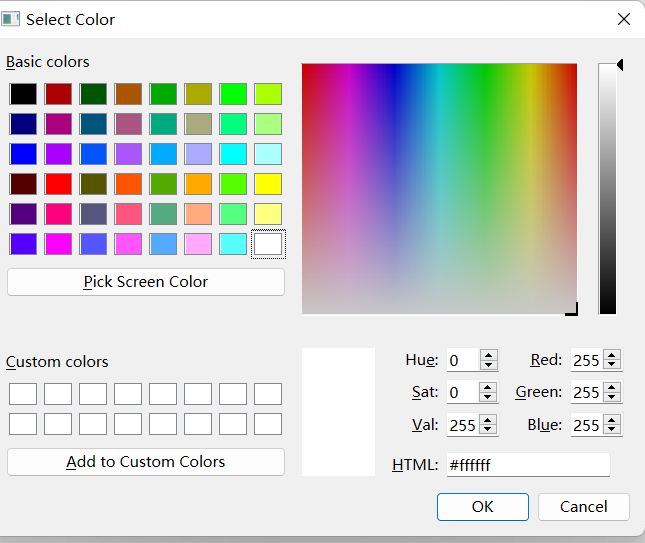 Select Color
Basic colors
Pick Screen Color
Custom colors
Add to Custom Colors
Hue: 0 Red: 255
Sat: 0 Green: 255
Val: 255 Blue: 255
HTML: #ffffff
OK Cancel